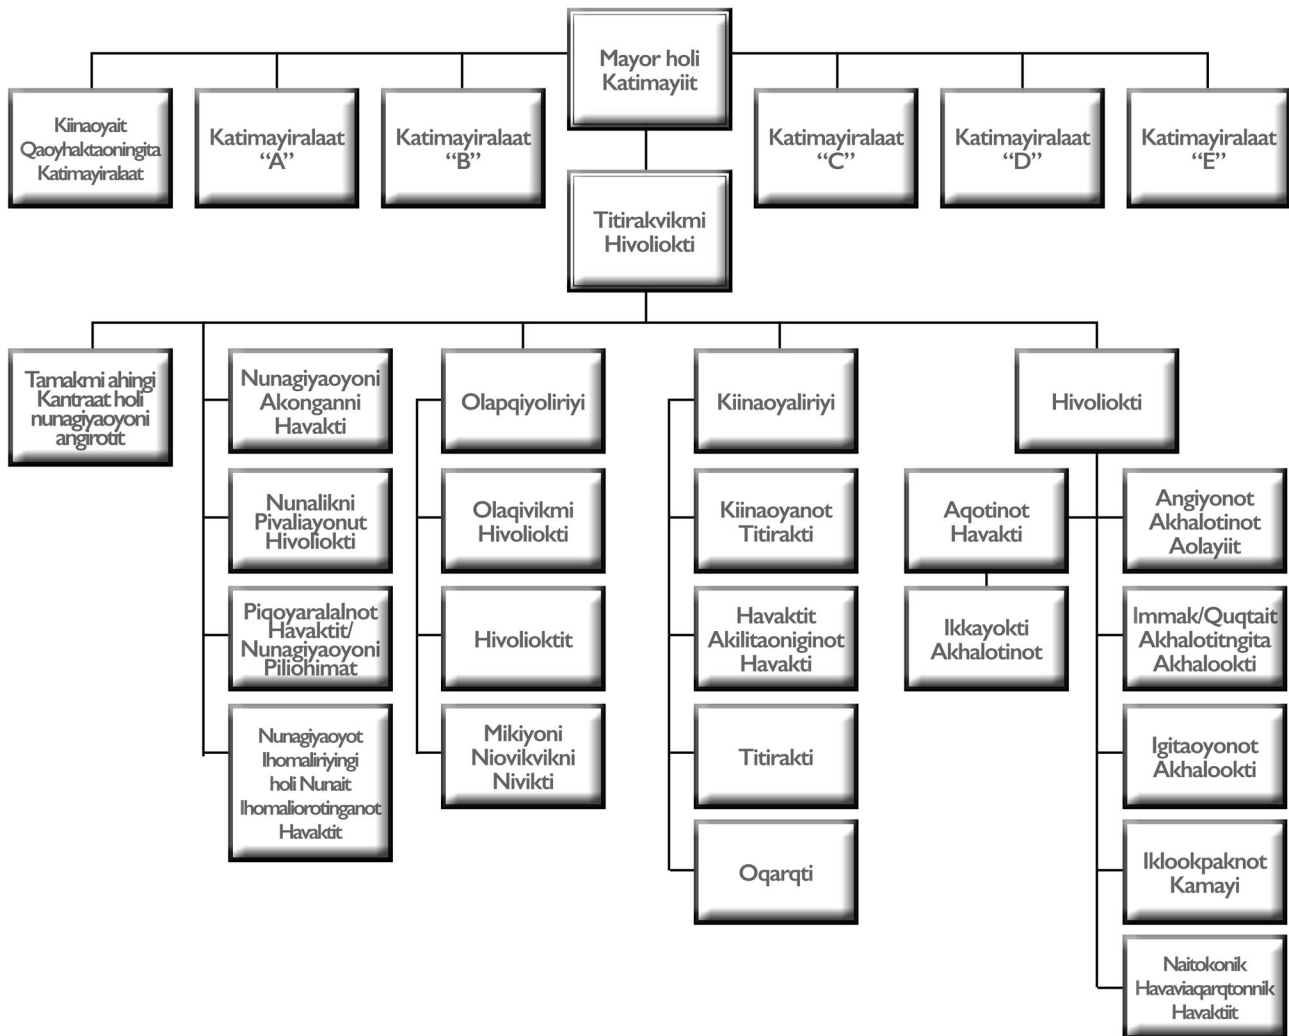 Mayor holi
Katimayiit
Kiinaoyait
Qaoyhaktaoningita
Katimayiralaat
Katimayiralaat
“A”
Katimayiralaat
“B”
Katimayiralaat
“C”
Katimayiralaat
“D”
Katimayiralaat
“E”
Titirakvikmi
Hivoliokti
Tamakmi ahingi
Kantraat holi
nunagiyaoyoni
angirotit
Nunagiyaoyoni
Akonganni
Havakti
Nunalikni
Pivaliayonut
Hivoliokti
Piqoyaralalnot
Havaktit/
Nunagiyaoyoni
Piliohimat
Nunagiyaoyot
Ihomaliriyingi
holi Nunait
Ihomaliorotinganot
Havaktit
Olapqiyoliriyi
Olaqivikmi
Hivoliokti
Hivolioktit
Mikiyoni
Niovikvikni
Nivikti
Kiinaoyaliriyi
Kiinaoyanot
Titirakti
Havaktit
Akilitaoniginot
Havakti
Titirakti
Oqarqti
Hivoliokti
Aqotinot
Havakti
Ikkayokti
Akhalotinot
Angiyonot
Akhalotinot
Aolayiit
Immak/Quqtait
Akhalotitngita
Akhalookti
Igitaoyonot
Akhalookti
Iklookpaknot
Kamayi
Naitokonik
Havaviaqarqtonnik
Havaktiit